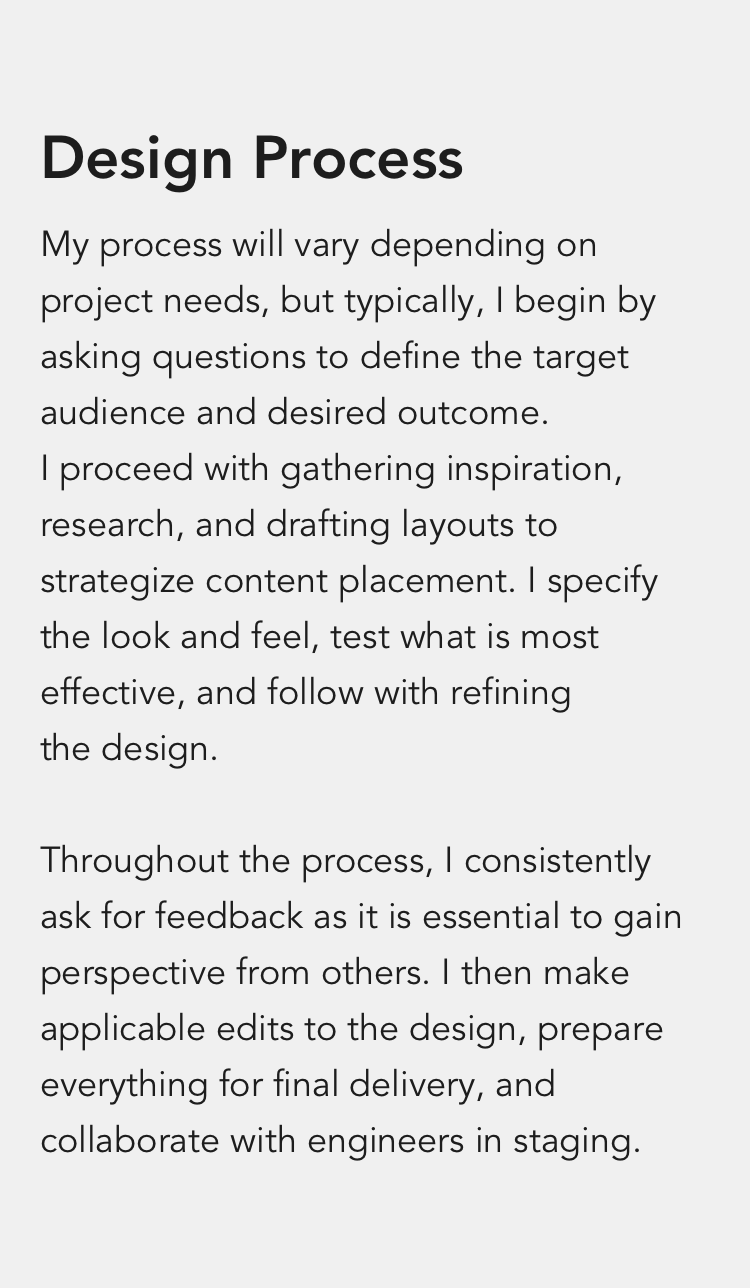 Design Process
My process will vary depending on
project needs, but typically, I begin by
asking questions to define the target
audience and desired outcome.
I proceed with gathering inspiration,
research, and drafting layouts to
strategize content placement. I specify
the look and feel, test what is most
effective, and follow with refining
the design.
Throughout the process, I consistently
ask for feedback as it is essential to gain
perspective from others. I then make
applicable edits to the design, prepare
everything for final delivery, and
collaborate with engineers in staging.